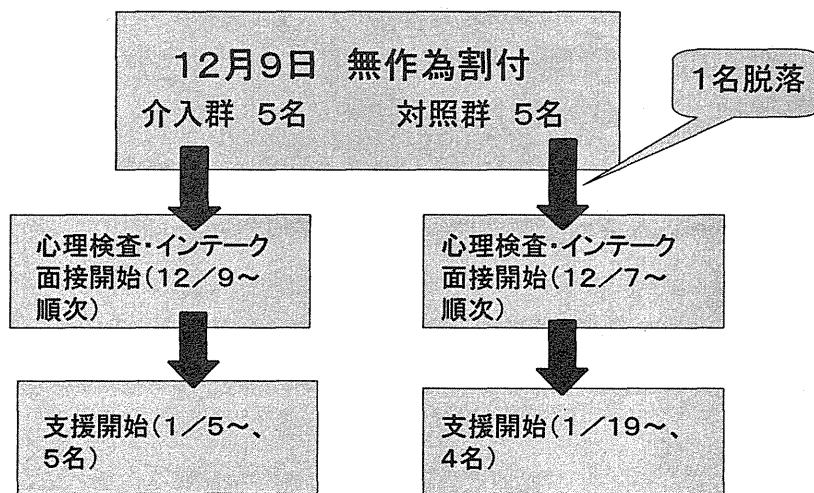 12月9日 無作為割付
介入群 5名 対照群 5名
1名脱落
心理検査・インテーク
面接開始(12/9～
順次)
心理検査・インテーク
面接開始(12/7～
順次)
支援開始(1/5～、
5名)
支援開始(1/19～、
4名)